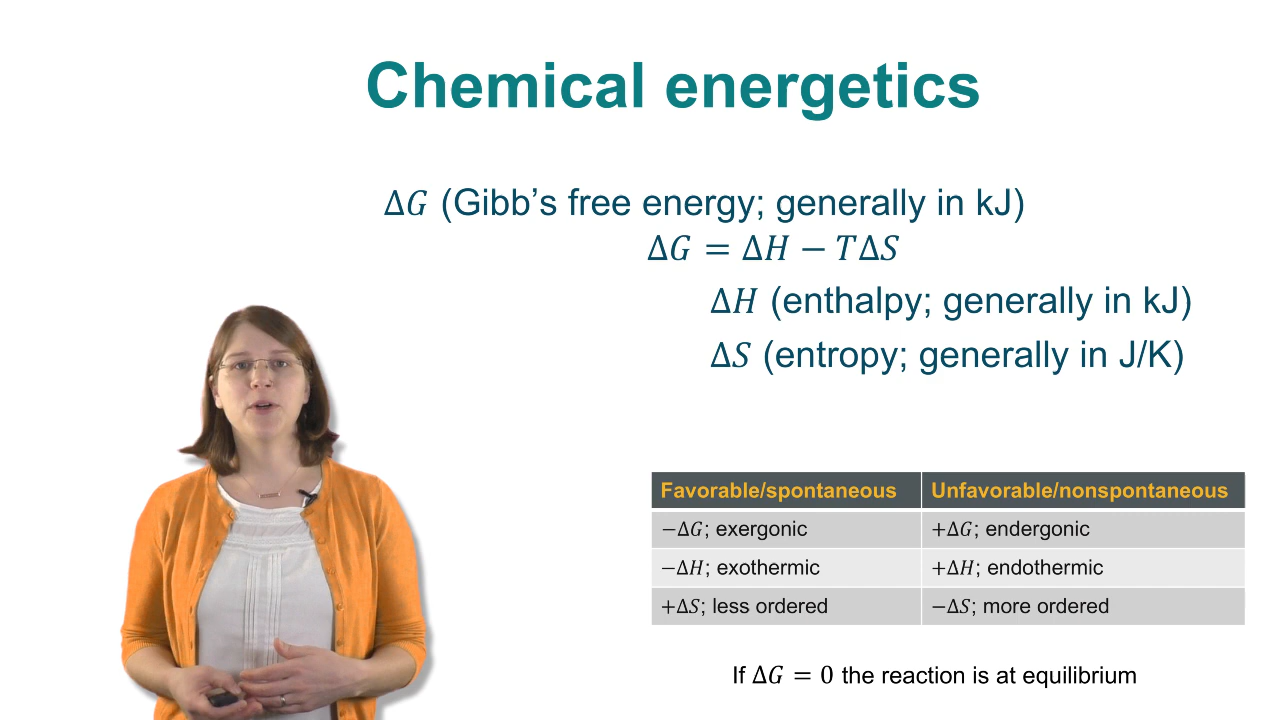 Chemical energetics
Δ𝐺 (Gibb’s free energy; generally in kJ)
Δ𝐺 = Δ𝐻 − 𝑇Δ𝑆
Δ𝐻 (enthalpy; generally in kJ)
Δ𝑆 (entropy; generally in J/K)
Favorable/spontaneous Unfavorable/nonspontaneous
−Δ𝐺; exergonic +Δ𝐺; endergonic
−Δ𝐻; exothermic +Δ𝐻; endothermic
+Δ𝑆; less ordered −Δ𝑆; more ordered
If Δ𝐺 = 0 the reaction is at equilibrium